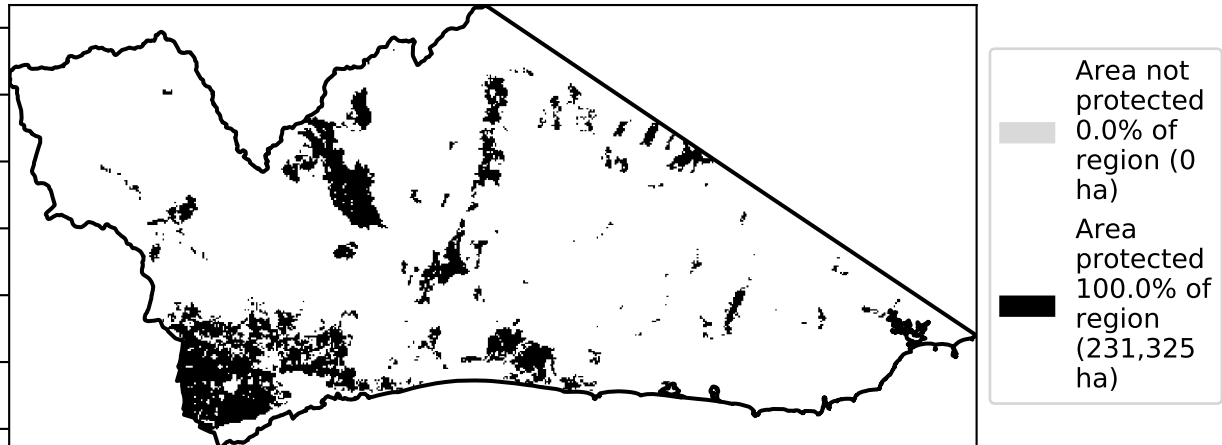 Area not
protected
0.0% of
region (0
ha)
Area
protected
100.0% of
region
(231,325
ha)